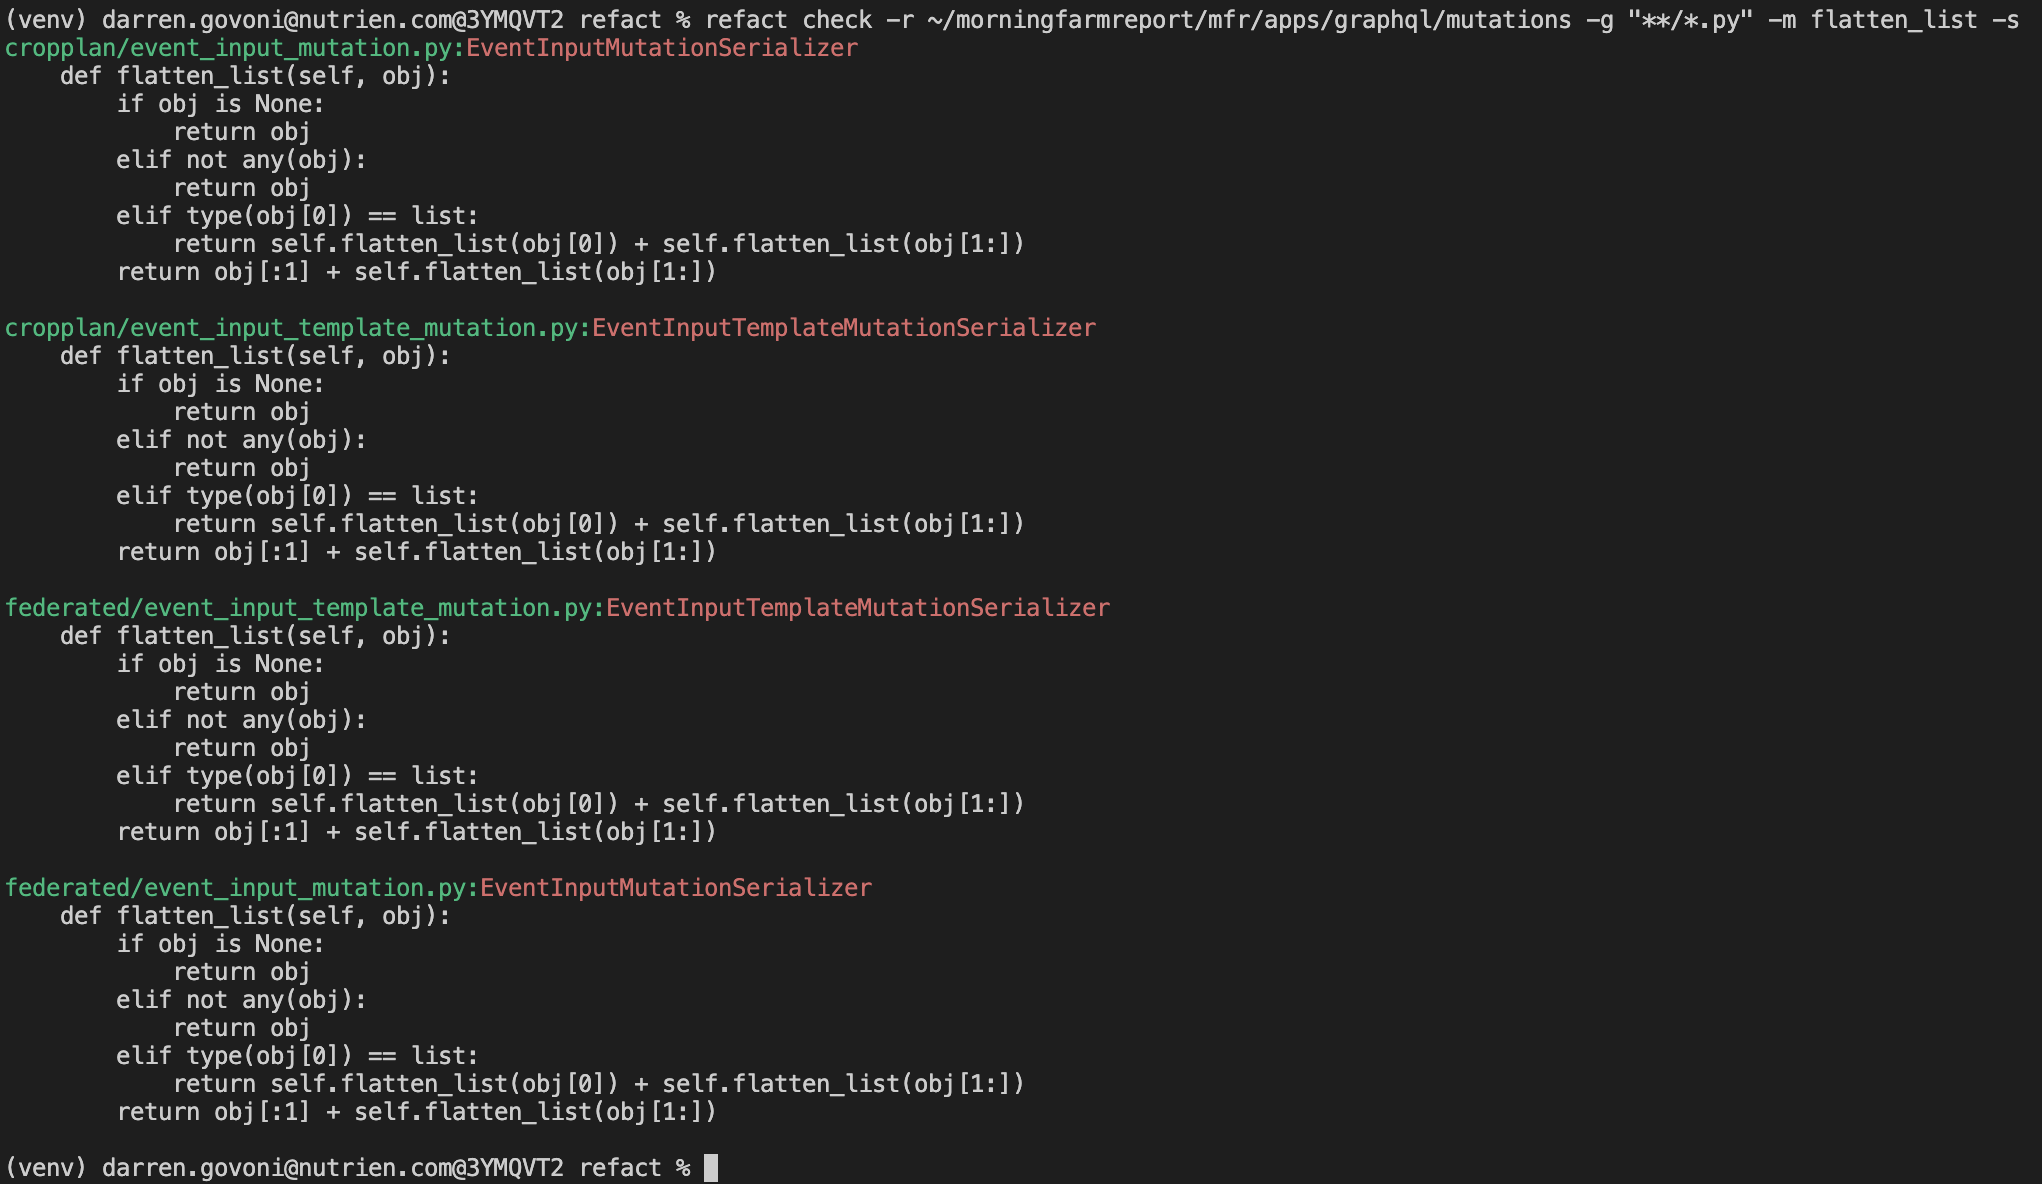 (venv) darren.govoni@nutrien.com@3YMQVT2 refact % refact check -r ~/morningfarmreport/mfr/apps/graphql/mutations -g "**/*.py" -m flatten_list -s
cropplan/event_input_mutation.py:EventInputMutationSerializer
    def flatten_list(self, obj):
        if obj is None:
            return obj
        elif not any(obj):
            return obj
        elif type(obj[0]) == list:
            return self.flatten_list(obj[0]) + self.flatten_list(obj[1:])
        return obj[:1] + self.flatten_list(obj[1:])

cropplan/event_input_template_mutation.py:EventInputTemplateMutationSerializer
    def flatten_list(self, obj):
        if obj is None:
            return obj
        elif not any(obj):
            return obj
        elif type(obj[0]) == list:
            return self.flatten_list(obj[0]) + self.flatten_list(obj[1:])
        return obj[:1] + self.flatten_list(obj[1:])

federated/event_input_template_mutation.py:EventInputTemplateMutationSerializer
    def flatten_list(self, obj):
        if obj is None:
            return obj
        elif not any(obj):
            return obj
        elif type(obj[0]) == list:
            return self.flatten_list(obj[0]) + self.flatten_list(obj[1:])
        return obj[:1] + self.flatten_list(obj[1:])

federated/event_input_mutation.py:EventInputMutationSerializer
    def flatten_list(self, obj):
        if obj is None:
            return obj
        elif not any(obj):
            return obj
        elif type(obj[0]) == list:
            return self.flatten_list(obj[0]) + self.flatten_list(obj[1:])
        return obj[:1] + self.flatten_list(obj[1:])

(venv) darren.govoni@nutrien.com@3YMQVT2 refact %